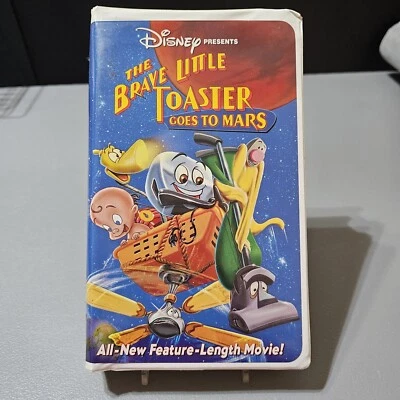 Disney PRESENTS
THE
BRAVE LITTLE
TOASTER
GOES TO MARS
All-New Feature-Length Movie!